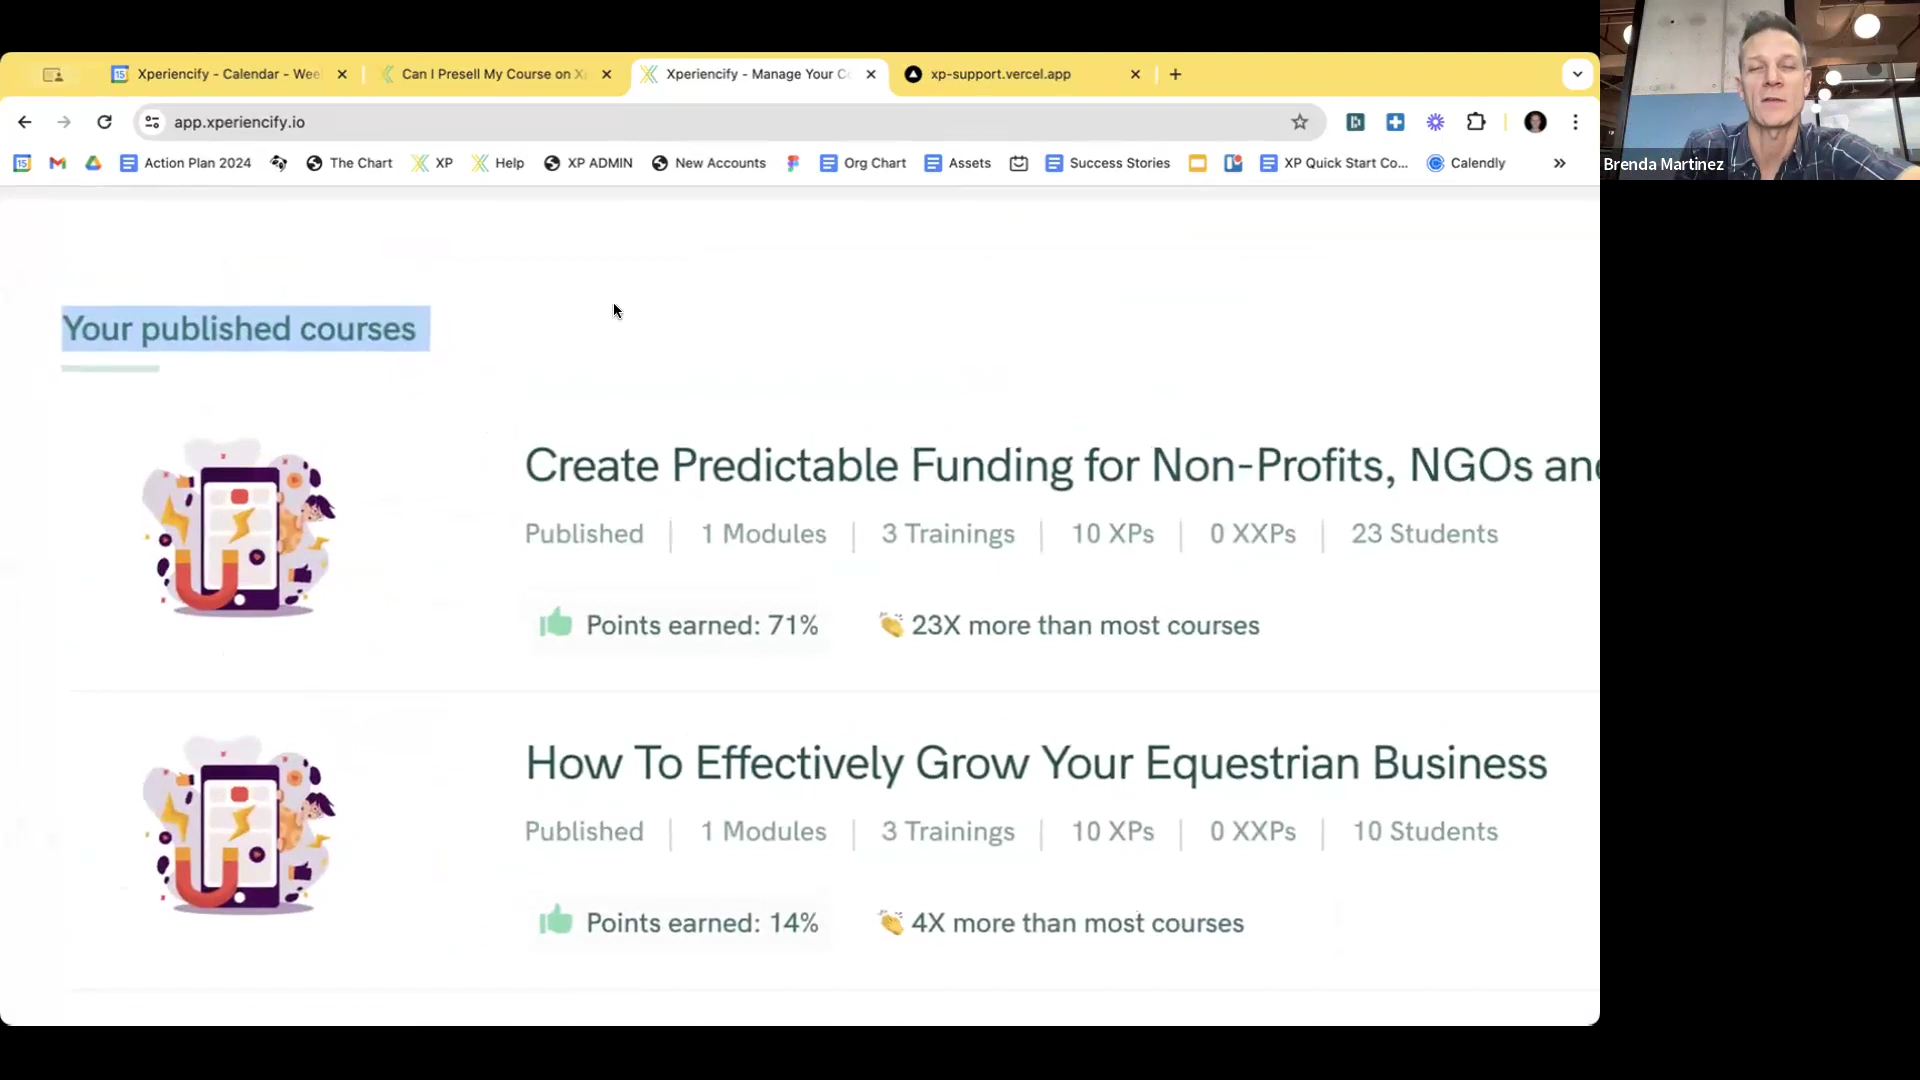 Xperiencify - Calendar - Wee
Can I Presell My Course on X
Xperiencify - Manage Your C
xp-support.vercel.app
app.xperiencify.io
15
Action Plan 2024
The Chart
XP
Help
XP ADMIN
New Accounts
Org Chart
Assets
Success Stories
XP Quick Start Co...
Calendly
Brenda Martinez
Your published courses
Create Predictable Funding for Non-Profits, NGOs and
Published | 1 Modules | 3 Trainings | 10 XPs | 0 XXPs | 23 Students
Points earned: 71% 23X more than most courses
How To Effectively Grow Your Equestrian Business
Published | 1 Modules | 3 Trainings | 10 XPs | 0 XXPs | 10 Students
Points earned: 14% 4X more than most courses